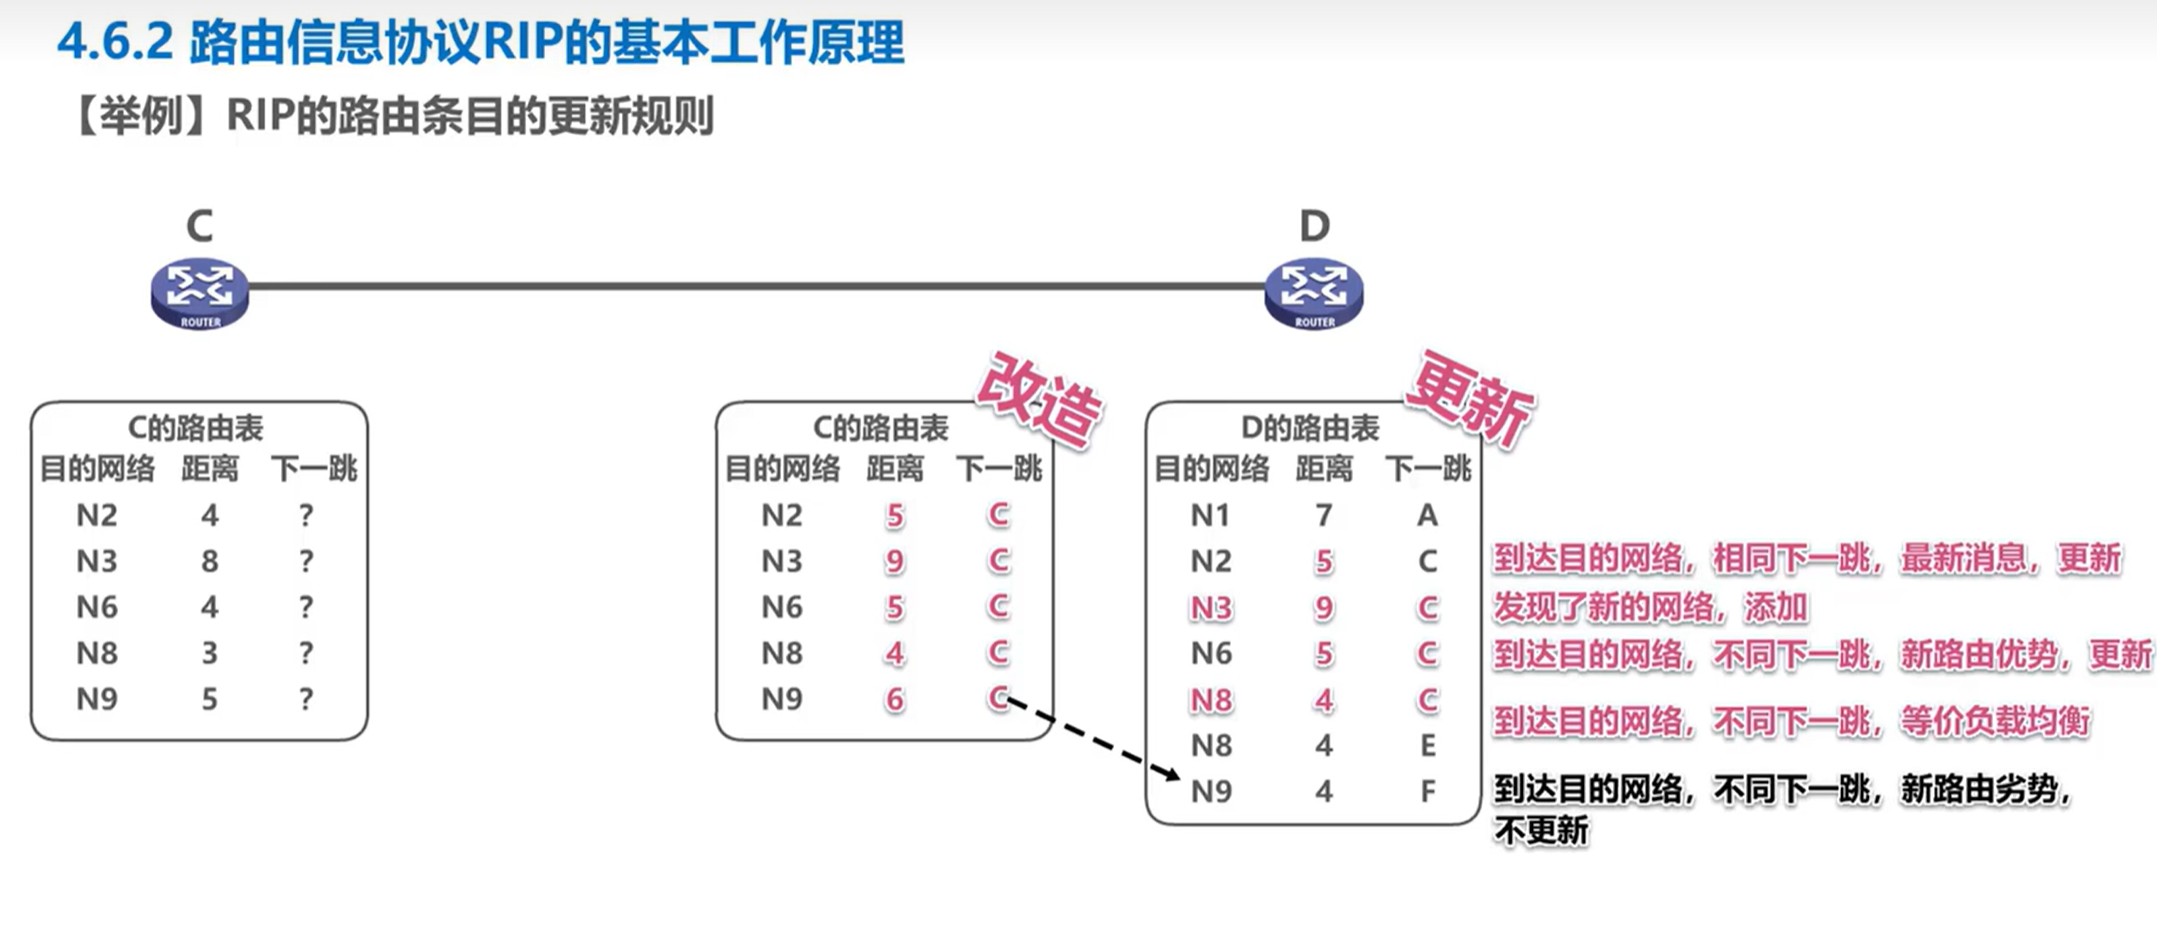 4.6.2 路由信息协议RIP的基本工作原理
【举例】RIP的路由条目的更新规则
C
D
ROUTER
ROUTER
C的路由表
目的网络 距离 下一跳
N2 4 ?
N3 8 ?
N6 4 ?
N8 3 ?
N9 5 ?
改造
C的路由表
目的网络 距离 下一跳
N2 5 C
N3 9 C
N6 5 C
N8 4 C
N9 6 C
更新
D的路由表
目的网络 距离 下一跳
N1 7 A
N2 5 C
N3 9 C
N6 5 C
N8 4 C
N8 4 E
N9 4 F
到达目的网络，相同下一跳，最新消息，更新
发现了新的网络，添加
到达目的网络，不同下一跳，新路由优势，更新
到达目的网络，不同下一跳，等价负载均衡
到达目的网络，不同下一跳，新路由劣势，
不更新